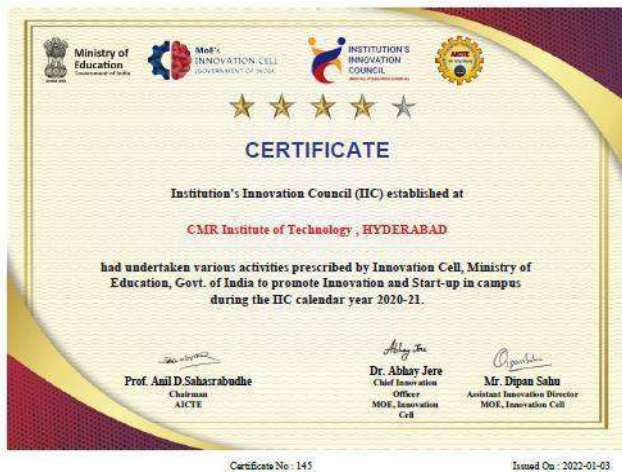 Ministry of
Education
Government of India
MoE's
INNOVATION CELL
(GOVERNMENT OF INDIA)
INSTITUTION'S
INNOVATION
COUNCIL
AICTE
CERTIFICATE
Institution's Innovation Council (IIC) established at
CMR Institute of Technology , HYDERABAD
had undertaken various activities prescribed by Innovation Cell, Ministry of
Education, Govt. of India to promote Innovation and Start-up in campus
during the IIC calendar year 2020-21.
Prof. Anil D.Sahasrabudhe
Chairman
AICTE
Abhay Jere
Dr. Abhay Jere
Chief Innovation
Officer
MOE, Innovation
Cell
Mr. Dipan Sahu
Assistant Innovation Director
MOE, Innovation Cell
Certificate No : 145
Issued On : 2022-01-03